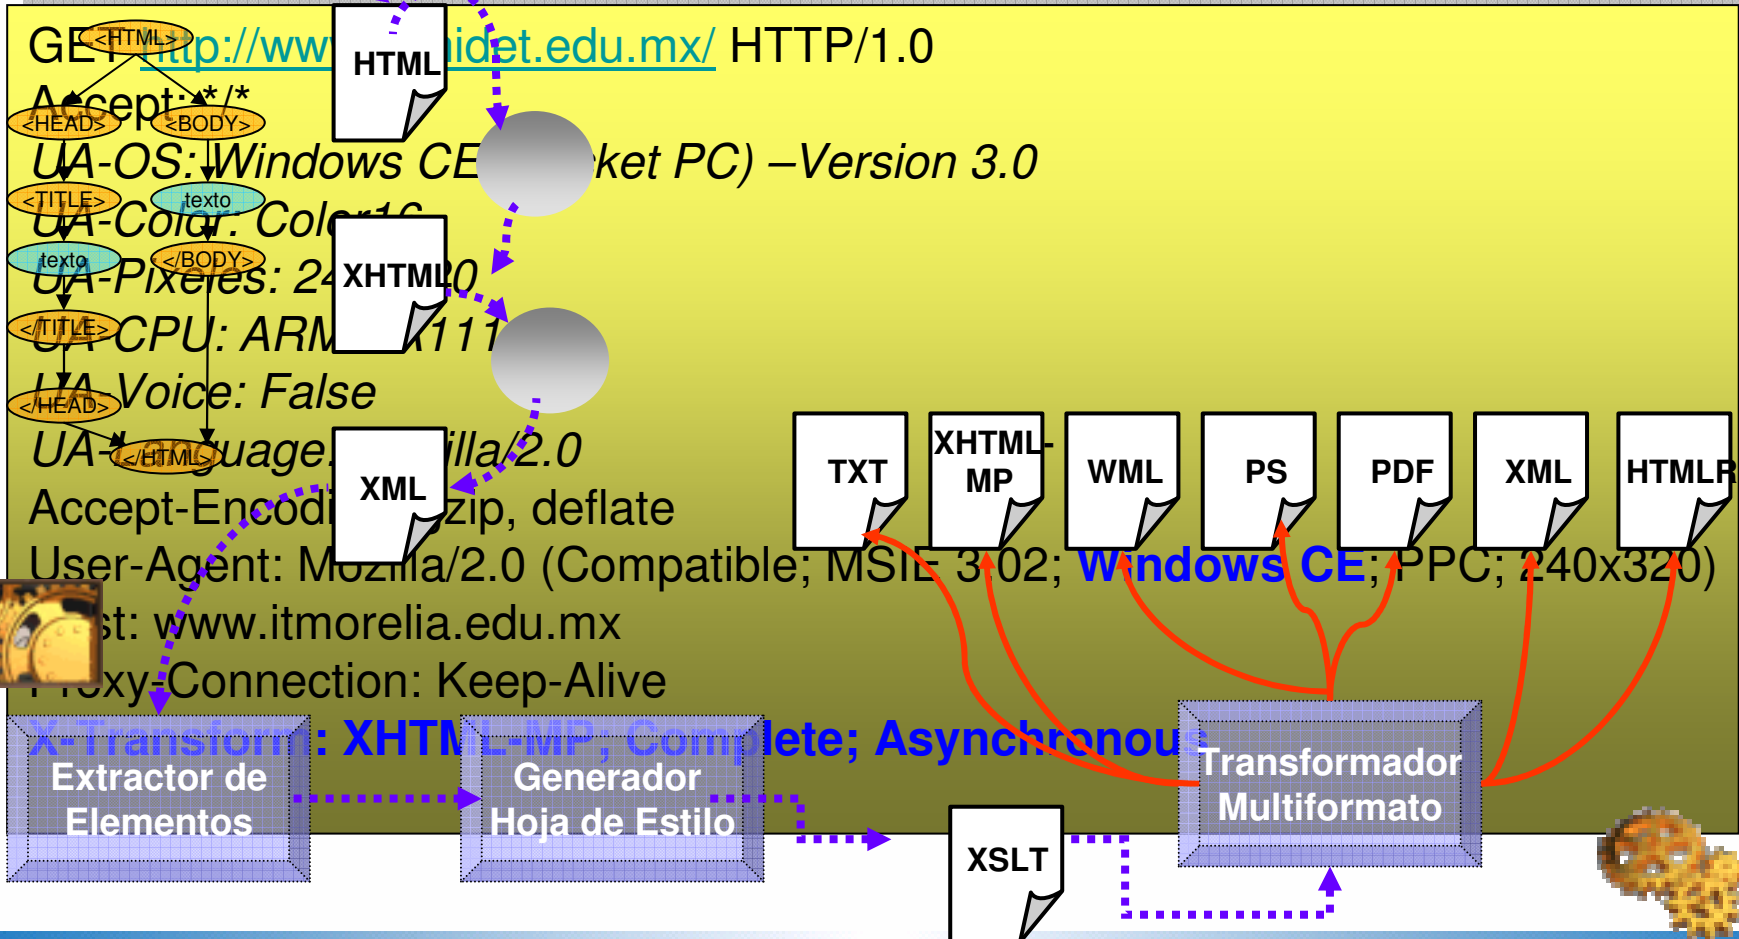 GET http://www. idet.edu.mx/ HTTP/1.0
Accept: */*
UA-OS: Windows CE ket PC) –Version 3.0
UA-Color: Color16
UA-Pixeles: 24 0
UA-CPU: ARM 111
UA-Voice: False
UA-Language: illa/2.0
Accept-Encodi zip, deflate
User-Agent: Mozilla/2.0 (Compatible; MSIE 3.02; Windows CE; PPC; 240x320)
st: www.itmorelia.edu.mx
Proxy-Connection: Keep-Alive
X-Transform: XHTML-MP; Complete; Asynchronous
<HTML>
<HEAD>
<BODY>
<TITLE>
texto
texto
</BODY>
</TITLE>
</HEAD>
</HTML>
HTML
XHTML
XML
TXT
XHTML-
MP
WML
PS
PDF
XML
HTMLR
Extractor de
Elementos
Generador
Hoja de Estilo
XSLT
Transformador
Multiformato